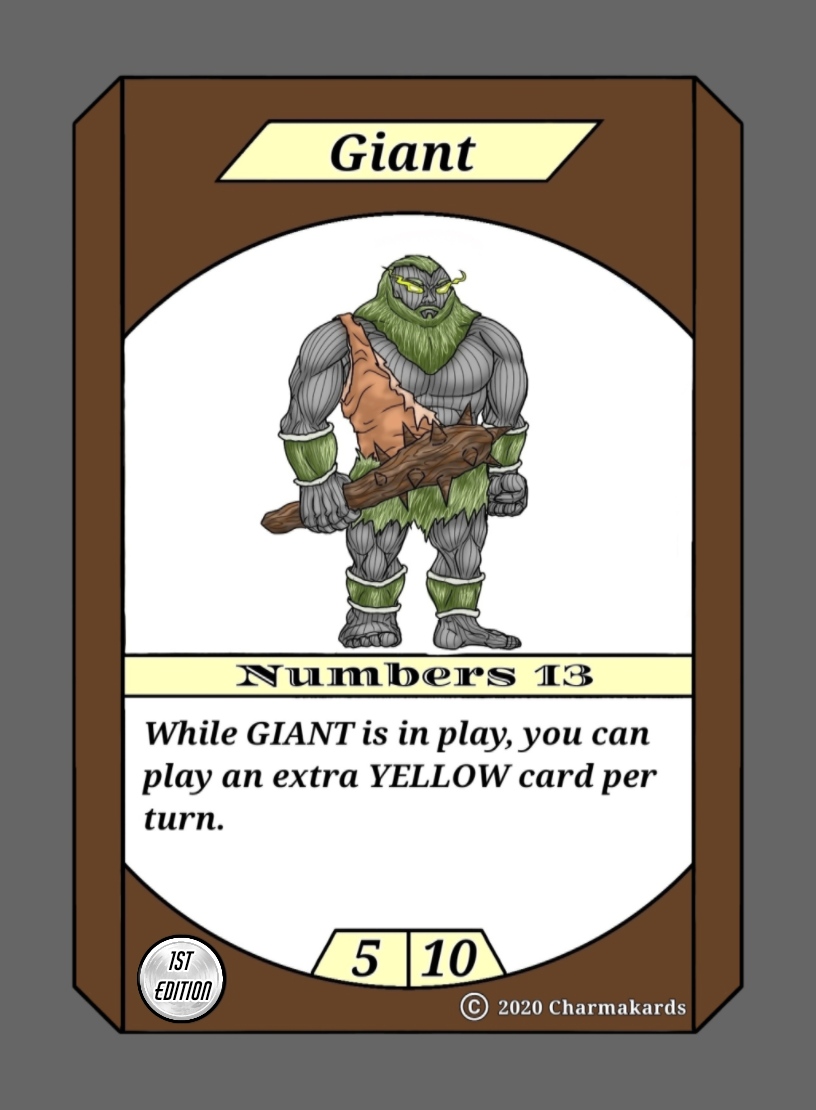 Giant
Numbers 13
While GIANT is in play, you can
play an extra YELLOW card per
turn.
5 10
1ST
EDITION
© 2020 Charmakards